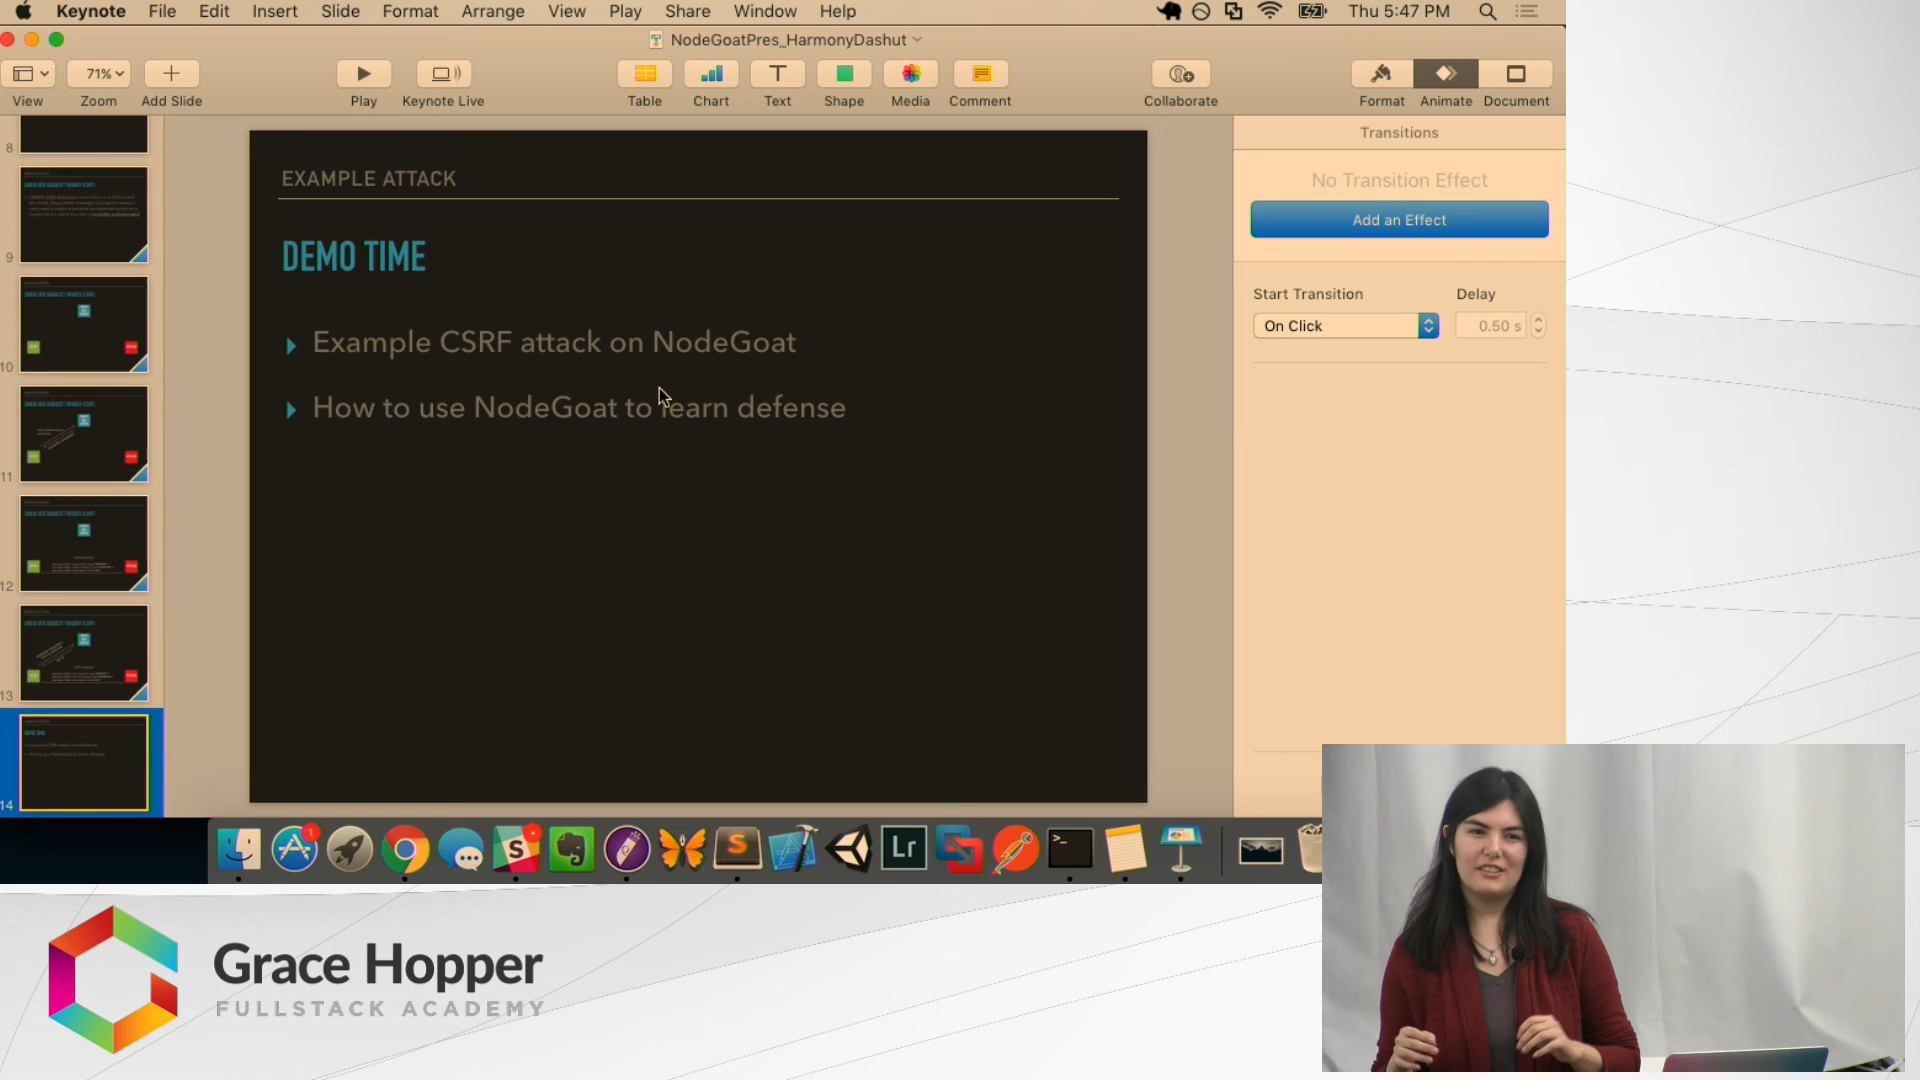 Keynote File Edit Insert Slide Format Arrange View Play Share Window Help Thu 5:47 PM
NodeGoatPres_HarmonyDashut
71%
View Zoom Add Slide Play Keynote Live Table Chart Text Shape Media Comment Collaborate Format Animate Document
Transitions
8
EXAMPLE ATTACK
No Transition Effect
Add an Effect
9
DEMO TIME
Start Transition Delay
On Click 0.50 s
Example CSRF attack on NodeGoat
10
How to use NodeGoat to learn defense
11
12
13
14
1
S
S
Lr
>_
Grace Hopper
FULLSTACK ACADEMY